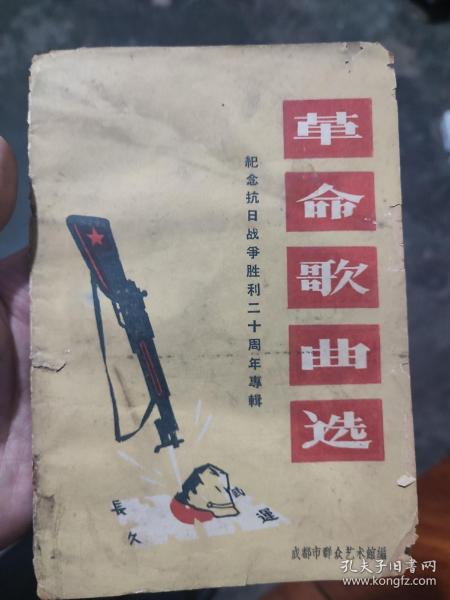 革命歌曲选
紀念抗日战爭胜利二十周年專輯
武運
長久
成都市群众艺术館編
孔夫子旧书网
www.kongfz.com